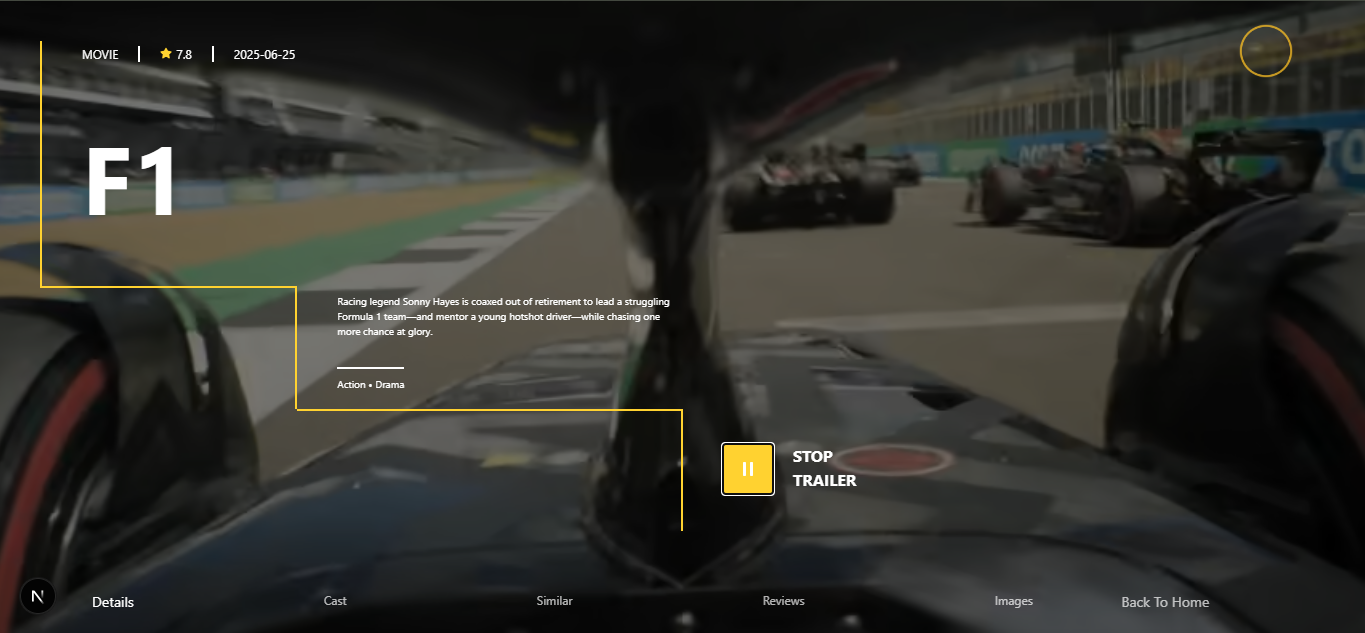 MOVIE
7.8
2025-06-25
F1
Racing legend Sonny Hayes is coaxed out of retirement to lead a struggling
Formula 1 team—and mentor a young hotshot driver—while chasing one
more chance at glory.
Action • Drama
STOP
TRAILER
N
Details
Cast
Similar
Reviews
Images
Back To Home